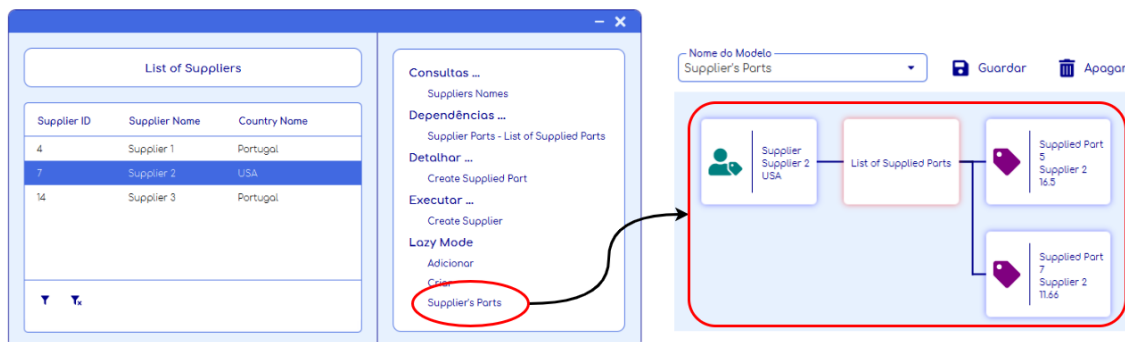 List of Suppliers
Supplier ID Supplier Name Country Name
4 Supplier 1 Portugal
7 Supplier 2 USA
14 Supplier 3 Portugal
Consultas ...
Suppliers Names
Dependências ...
Supplier Parts - List of Supplied Parts
Detalhar ...
Create Supplied Part
Executar ...
Create Supplier
Lazy Mode
Adicionar
Criar
Supplier's Parts
Nome do Modelo
Supplier's Parts
Guardar
Apagar
Supplier
Supplier 2
USA
List of Supplied Parts
Supplied Part
5
Supplier 2
16.5
Supplied Part
7
Supplier 2
11.66